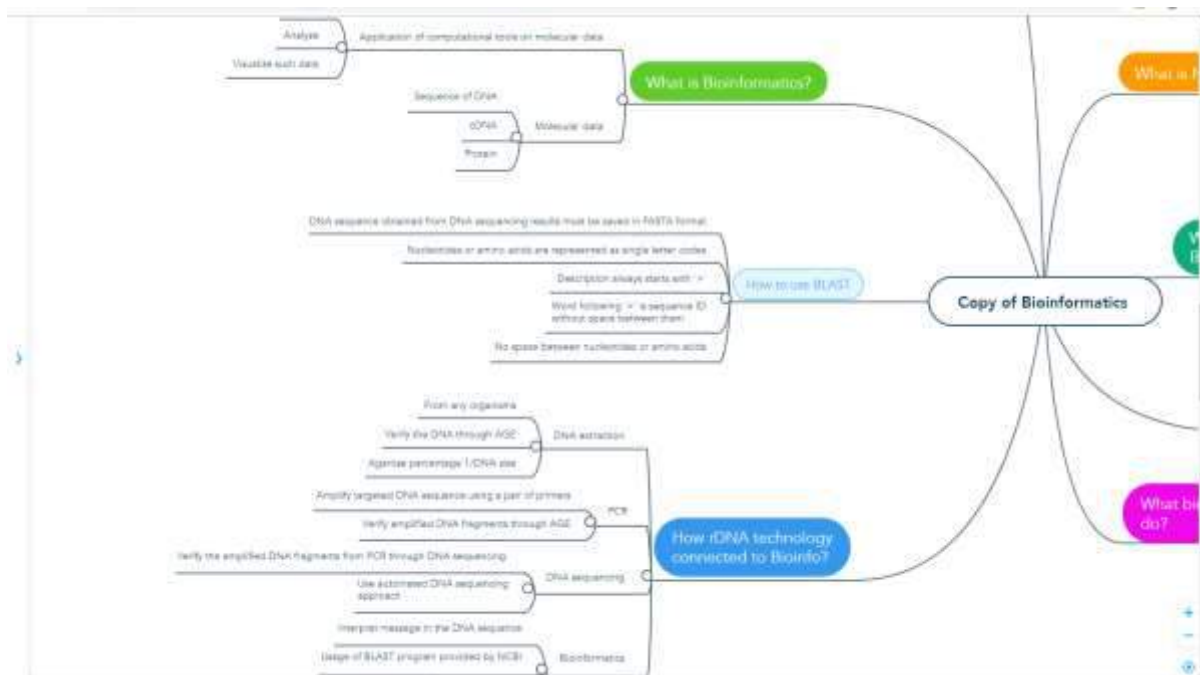 Analyse
Application of computational tools on molecular data
Visualise such data
What is Bioinformatics?
Sequence of DNA
cDNA
Molecular data
Protein
DNA sequence obtained from DNA sequencing results must be saved in FASTA format
Nucleotides or amino acids are represented as single letter codes
Description always starts with >
Word following '>' is sequence ID
without space between them
No space between nucleotides or amino acids
How to use BLAST
From any organisms
Verify the DNA through AGE
DNA extraction
Agarose percentage 1/DNA size
Amplify targeted DNA sequence using a pair of primers
PCR
Verify amplified DNA fragments through AGE
Verify the amplified DNA fragments from PCR through DNA sequencing
DNA sequencing
Use automated DNA sequencing
approach
Interpret message in the DNA sequence
Usage of BLAST program provided by NCBI
Bioinformatics
How rDNA technology
connected to Bioinfo?
Copy of Bioinformatics
What is
What bi
do?